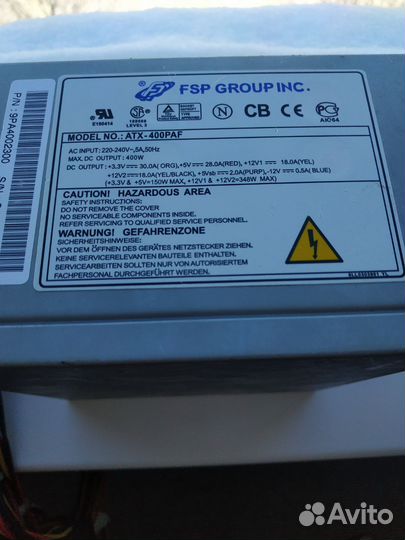 FSP GROUP INC.
E190414
LEVEL 3
N
CB
CE
AIO64
MODEL NO.: ATX-400PAF
AC INPUT: 220-240V~,5A,50Hz
MAX. DC OUTPUT: 400W
DC OUTPUT: +3.3V⎓ 30.0A( ORG),+5V⎓ 28.0A(RED), +12V1⎓ 18.0A(YEL)
+12V2⎓18.0A(YEL/BLACK), +5Vsb⎓2.0A(PURP),-12V⎓0.5A( BLUE)
(+3.3V & +5V=150W MAX, +12V1 & +12V2=348W MAX)
CAUTION! HAZARDOUS AREA
SAFETY INSTRUCTIONS:
DO NOT REMOVE THE COVER
NO SERVICEABLE COMPONENTS INSIDE.
REFER SERVICING TO QUALIFIED SERVICE PERSONNEL.
WARNUNG! GEFAHRENZONE
VOR DEM ÖFFNEN DES GERÄTES NETZSTECKER ZIEHEN.
KEINE SERVICERELEVANTEN BAUTEILE ENTHALTEN.
SERVICEARBEITEN SOLLTEN NUR VON AUTORISIERTEM
FACHPERSONAL DURCHGEFÜHRT WERDEN.
P/N : 9PA4002300
S/N
Avito